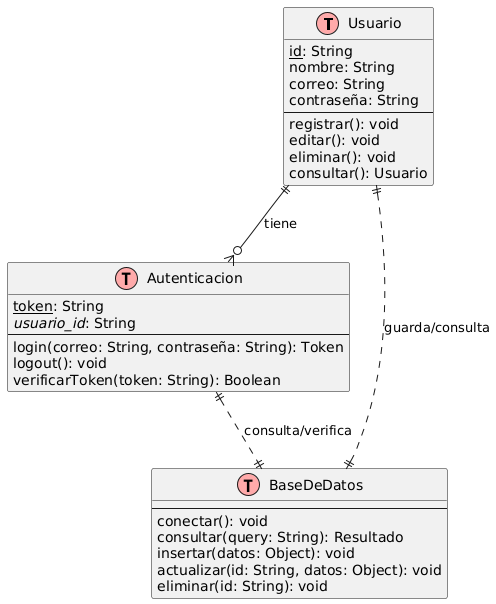 T Usuario
id: String
nombre: String
correo: String
contraseña: String
registrar(): void
editar(): void
eliminar(): void
consultar(): Usuario
tiene
T Autenticacion
token: String
usuario_id: String
login(correo: String, contraseña: String): Token
logout(): void
verificarToken(token: String): Boolean
guarda/consulta
consulta/verifica
T BaseDeDatos
conectar(): void
consultar(query: String): Resultado
insertar(datos: Object): void
actualizar(id: String, datos: Object): void
eliminar(id: String): void